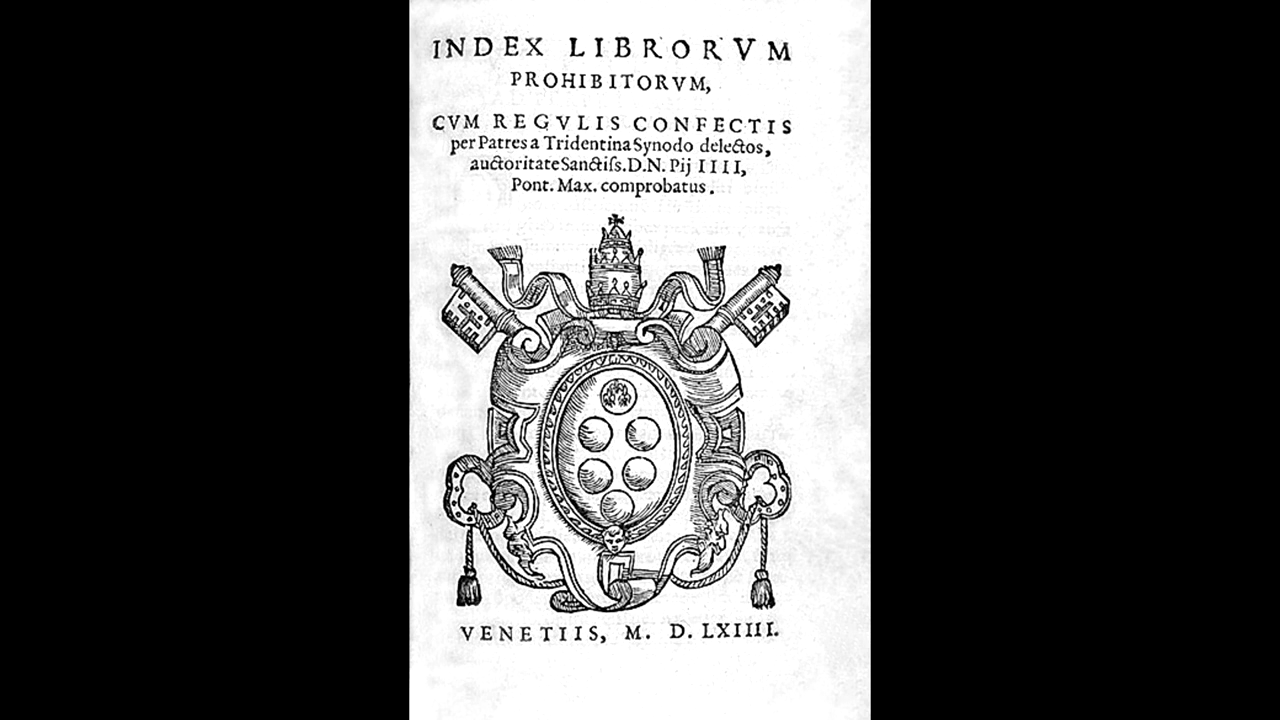 INDEX LIBRORVM
PROHIBITORVM,
CVM REGVLIS CONFECTIS
per Patres a Tridentina Synodo delectos,
auctoritate Sanctiſs. D. N. Pij IIII,
Pont. Max. comprobatus.
VENETIIS, M. D. LXIIII.